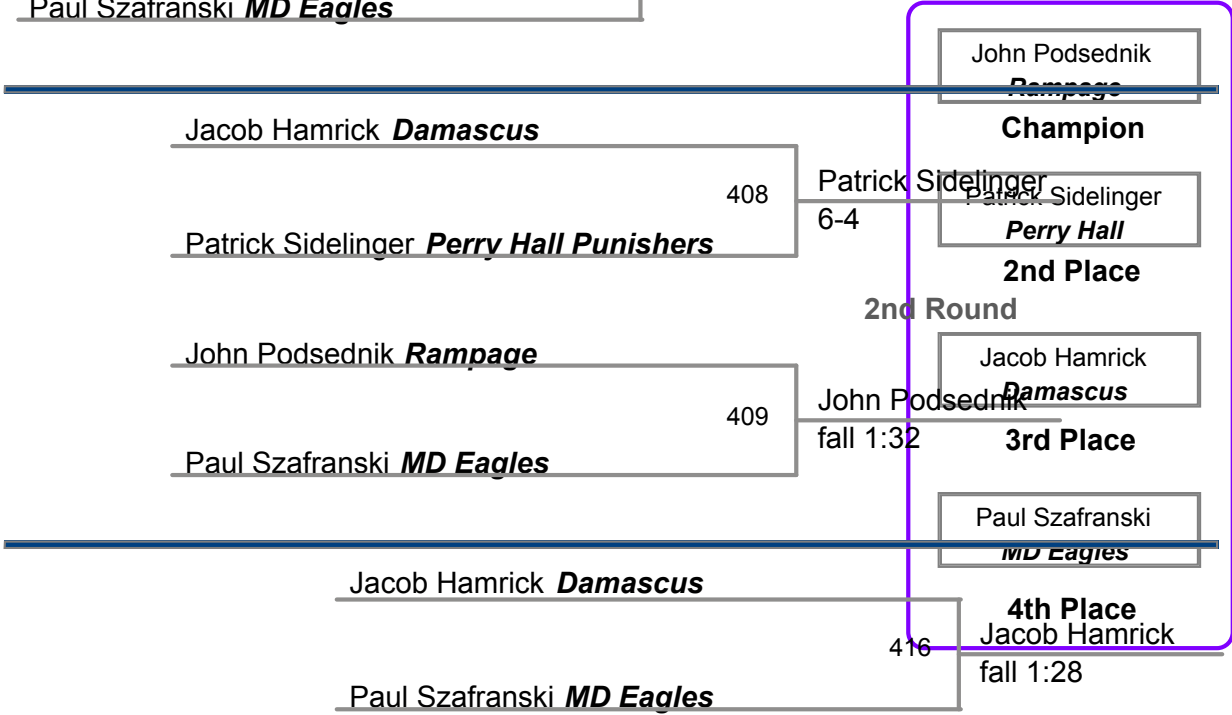 Paul Szafranski MD Eagles
John Podsednik
Rampage
Champion
Jacob Hamrick Damascus
408
Patrick Sidelinger
6-4
Patrick Sidelinger Perry Hall Punishers
Patrick Sidelinger
Perry Hall
2nd Place
2nd Round
John Podsednik Rampage
409
John Podsednik
fall 1:32
Paul Szafranski MD Eagles
Jacob Hamrick
Damascus
3rd Place
Paul Szafranski
MD Eagles
4th Place
Jacob Hamrick Damascus
416
Jacob Hamrick
fall 1:28
Paul Szafranski MD Eagles